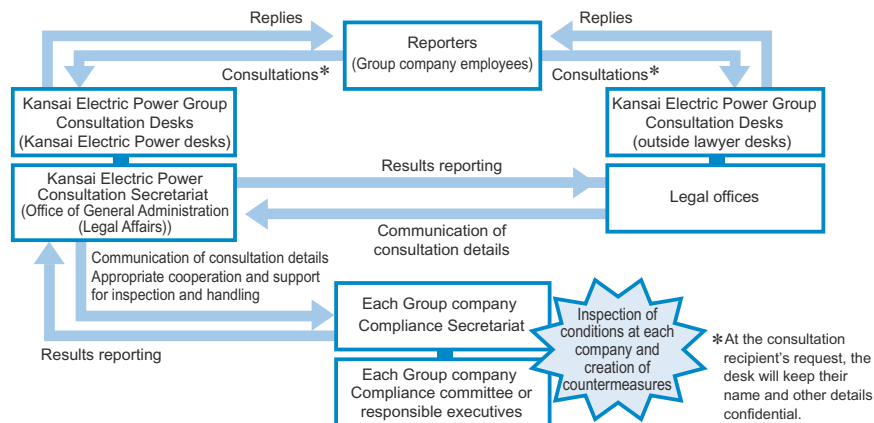 Replies
Replies
Reporters
(Group company employees)
Consultations*
Consultations*
Kansai Electric Power Group
Consultation Desks
(Kansai Electric Power desks)
Kansai Electric Power Group
Consultation Desks
(outside lawyer desks)
Kansai Electric Power
Consultation Secretariat
(Office of General Administration
(Legal Affairs))
Results reporting
Legal offices
Communication of
consultation details
Communication of consultation details
Appropriate cooperation and support
for inspection and handling
Results reporting
Each Group company
Compliance Secretariat
Each Group company
Compliance committee or
responsible executives
Inspection of
conditions at each
company and
creation of
countermeasures
*At the consultation
recipient's request, the
desk will keep their
name and other details
confidential.